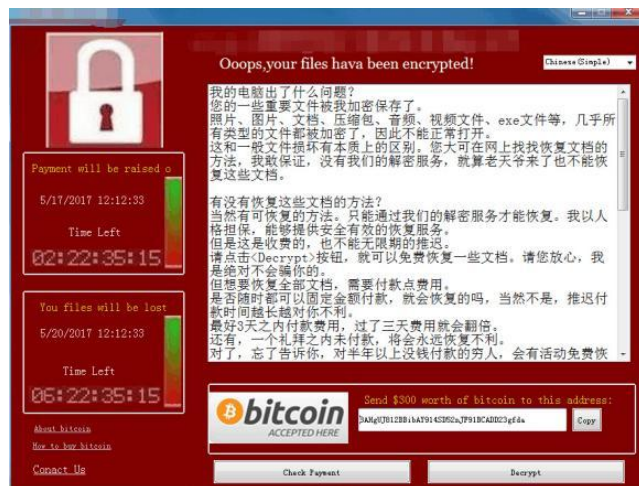 Ooops,your files hava been encrypted!
Chinese(Simple)
Payment will be raised o
5/17/2017 12:12:33
Time Left
02:22:35:15
You files will be lost
5/20/2017 12:12:33
Time Left
06:22:35:15
About bitcoin
How to buy bitcoin
Conact Us
我的电脑出了什么问题？
您的一些重要文件被我加密保存了。
照片、图片、文档、压缩包、音频、视频文件、exe文件等，几乎所
有类型的文件都被加密了，因此不能正常打开。
这和一般文件损坏有本质上的区别。您大可在网上找找恢复文档的
方法，我敢保证，没有我们的解密服务，就算老天爷来了也不能恢
复这些文档。
有没有恢复这些文档的方法？
当然有可恢复的方法。只能通过我们的解密服务才能恢复。我以人
格担保，能够提供安全有效的恢复服务。
但是这是收费的，也不能无限期的推迟。
请点击<Decrypt>按钮，就可以免费恢复一些文档。请您放心，我
是绝对不会骗你的。
但想要恢复全部文档，需要付款点费用。
是否随时都可以固定金额付款，就会恢复的吗，当然不是，推迟付
款时间越长越对你不利。
最好3天之内付款费用，过了三天费用就会翻倍。
还有，一个礼拜之内未付款，将会永远恢复不利。
对了，忘了告诉你，对半年以上没钱付款的穷人，会有活动免费恢
bitcoin
ACCEPTED HERE
Send $300 worth of bitcoin to this address:
Copy
Check Payment
Decrypt